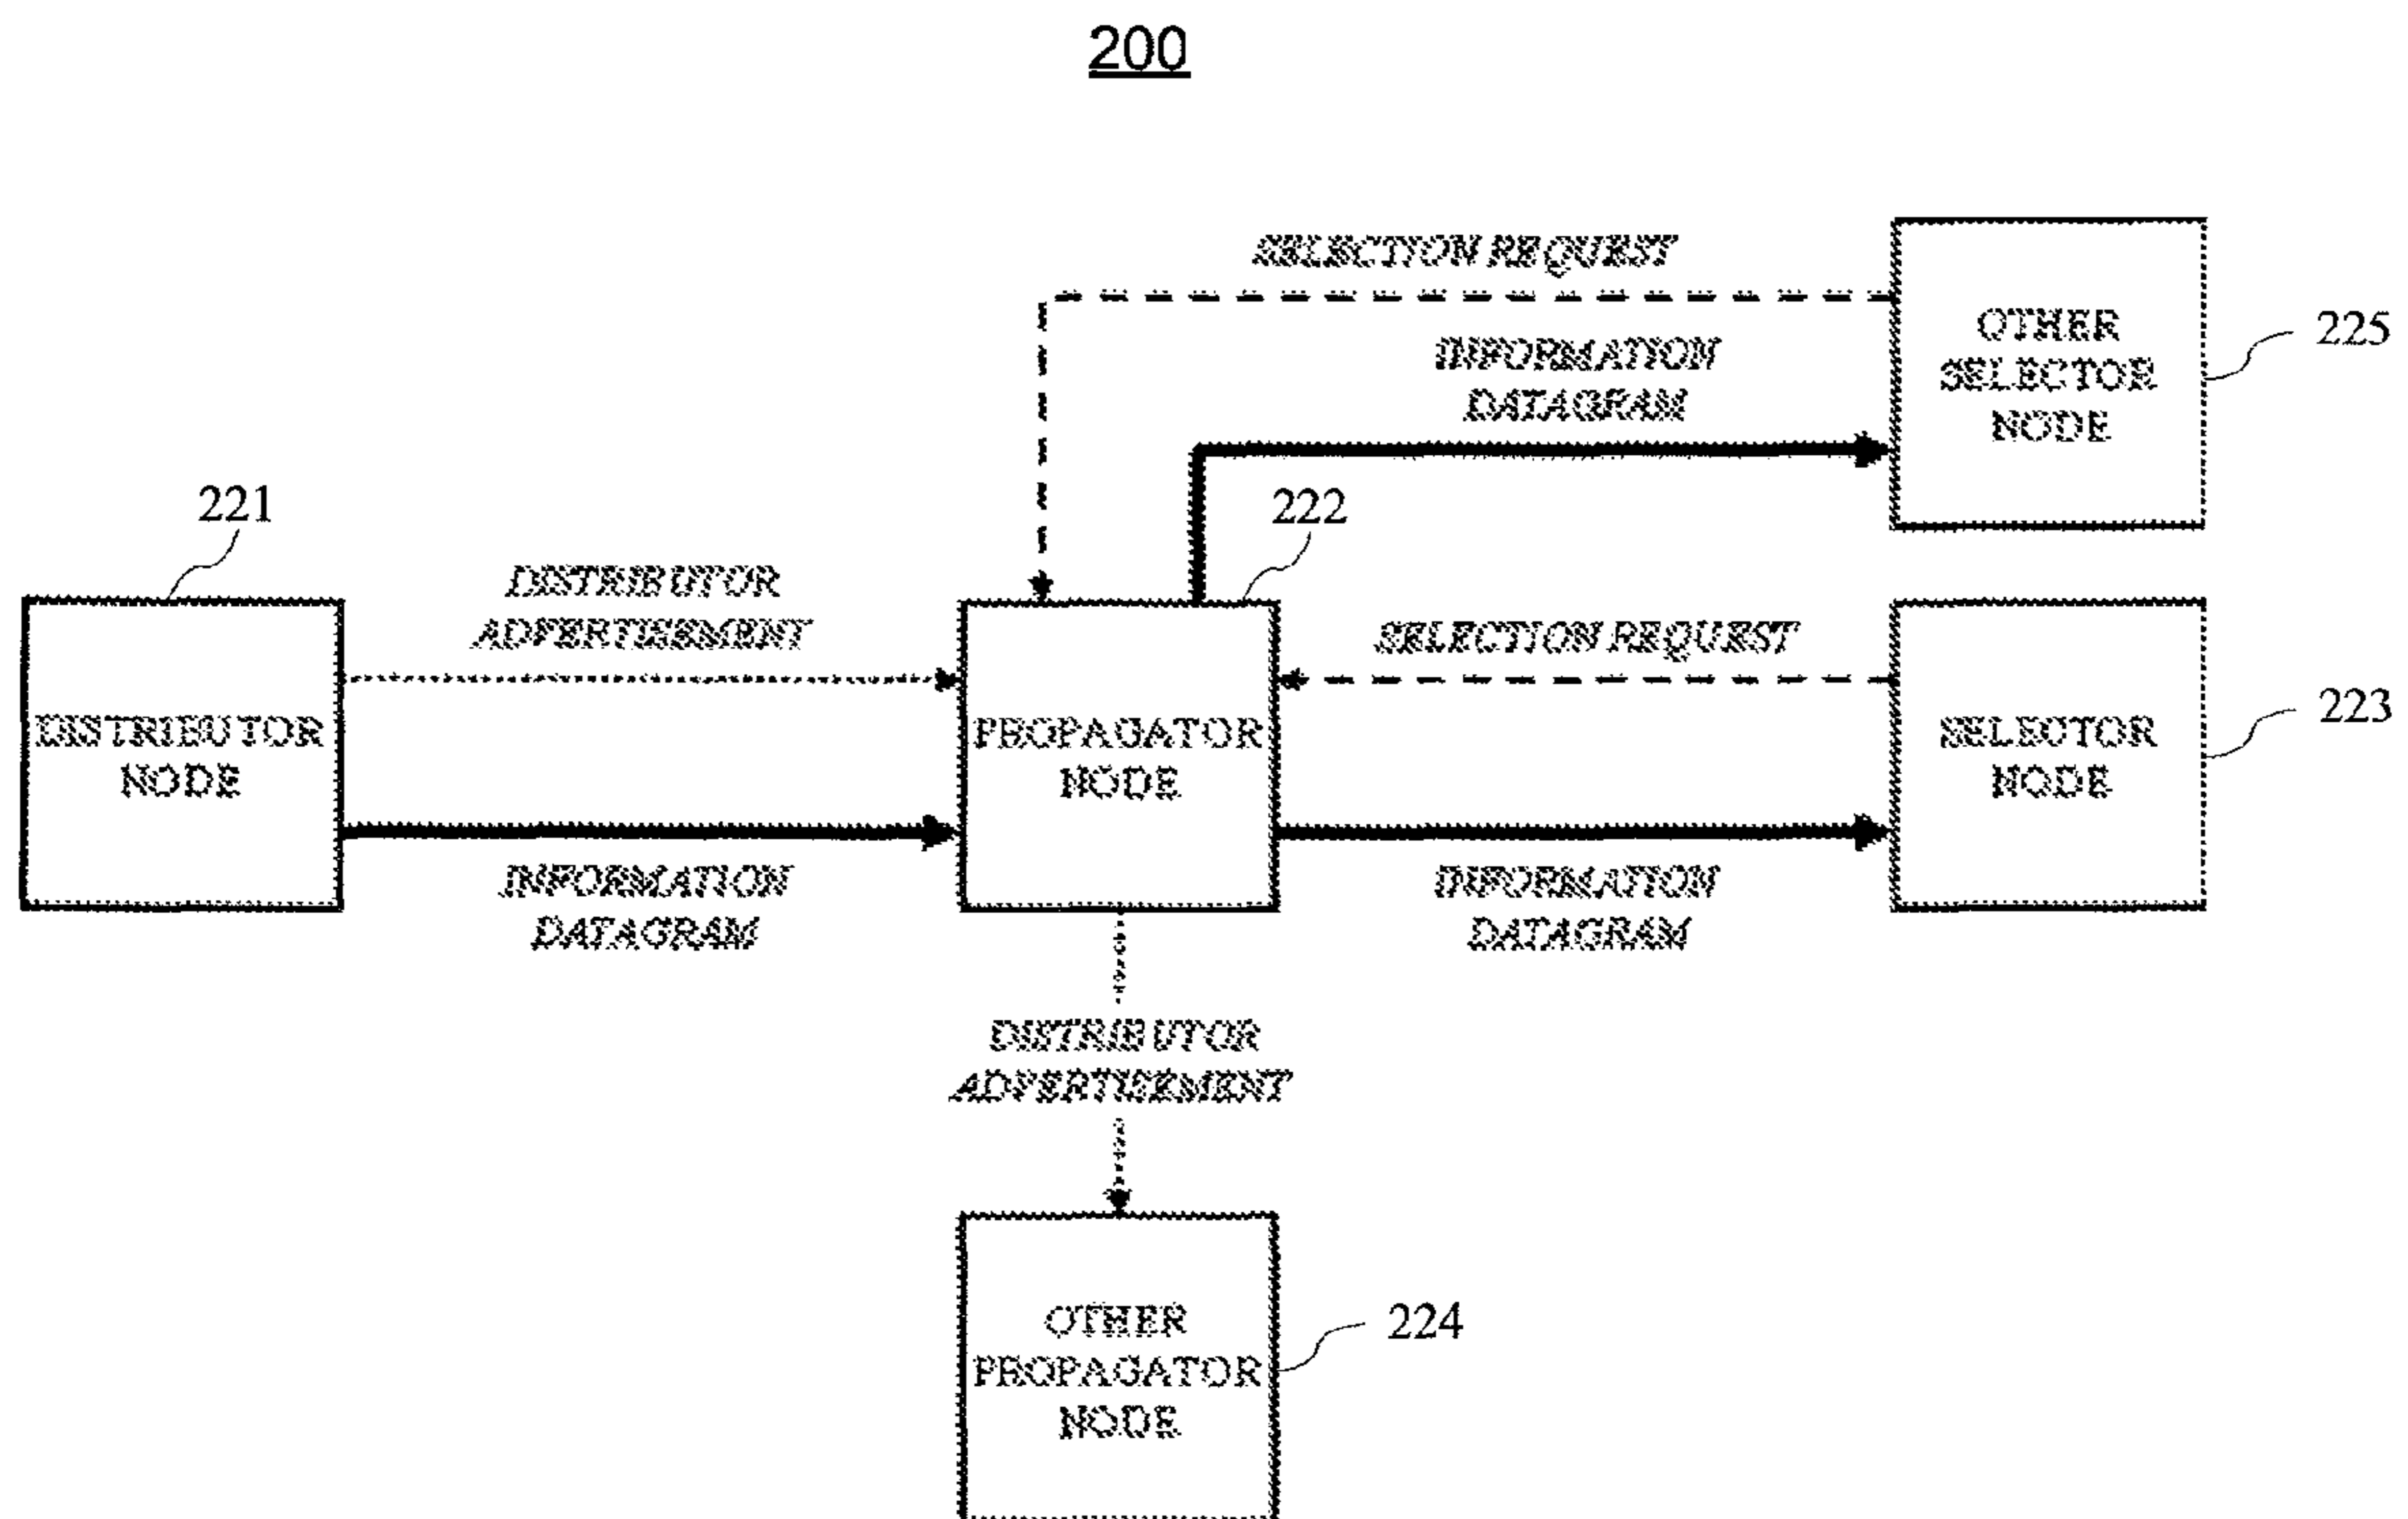 200
SELECTION REQUEST
OTHER
SELECTOR
NODE
225
INFORMATION
DATAGRAM
221
222
DISTRIBUTOR
ADVERTISEMENT
SELECTION REQUEST
223
DISTRIBUTOR
NODE
PROPAGATOR
NODE
SELECTOR
NODE
INFORMATION
DATAGRAM
INFORMATION
DATAGRAM
DISTRIBUTOR
ADVERTISEMENT
OTHER
PROPAGATOR
NODE
224